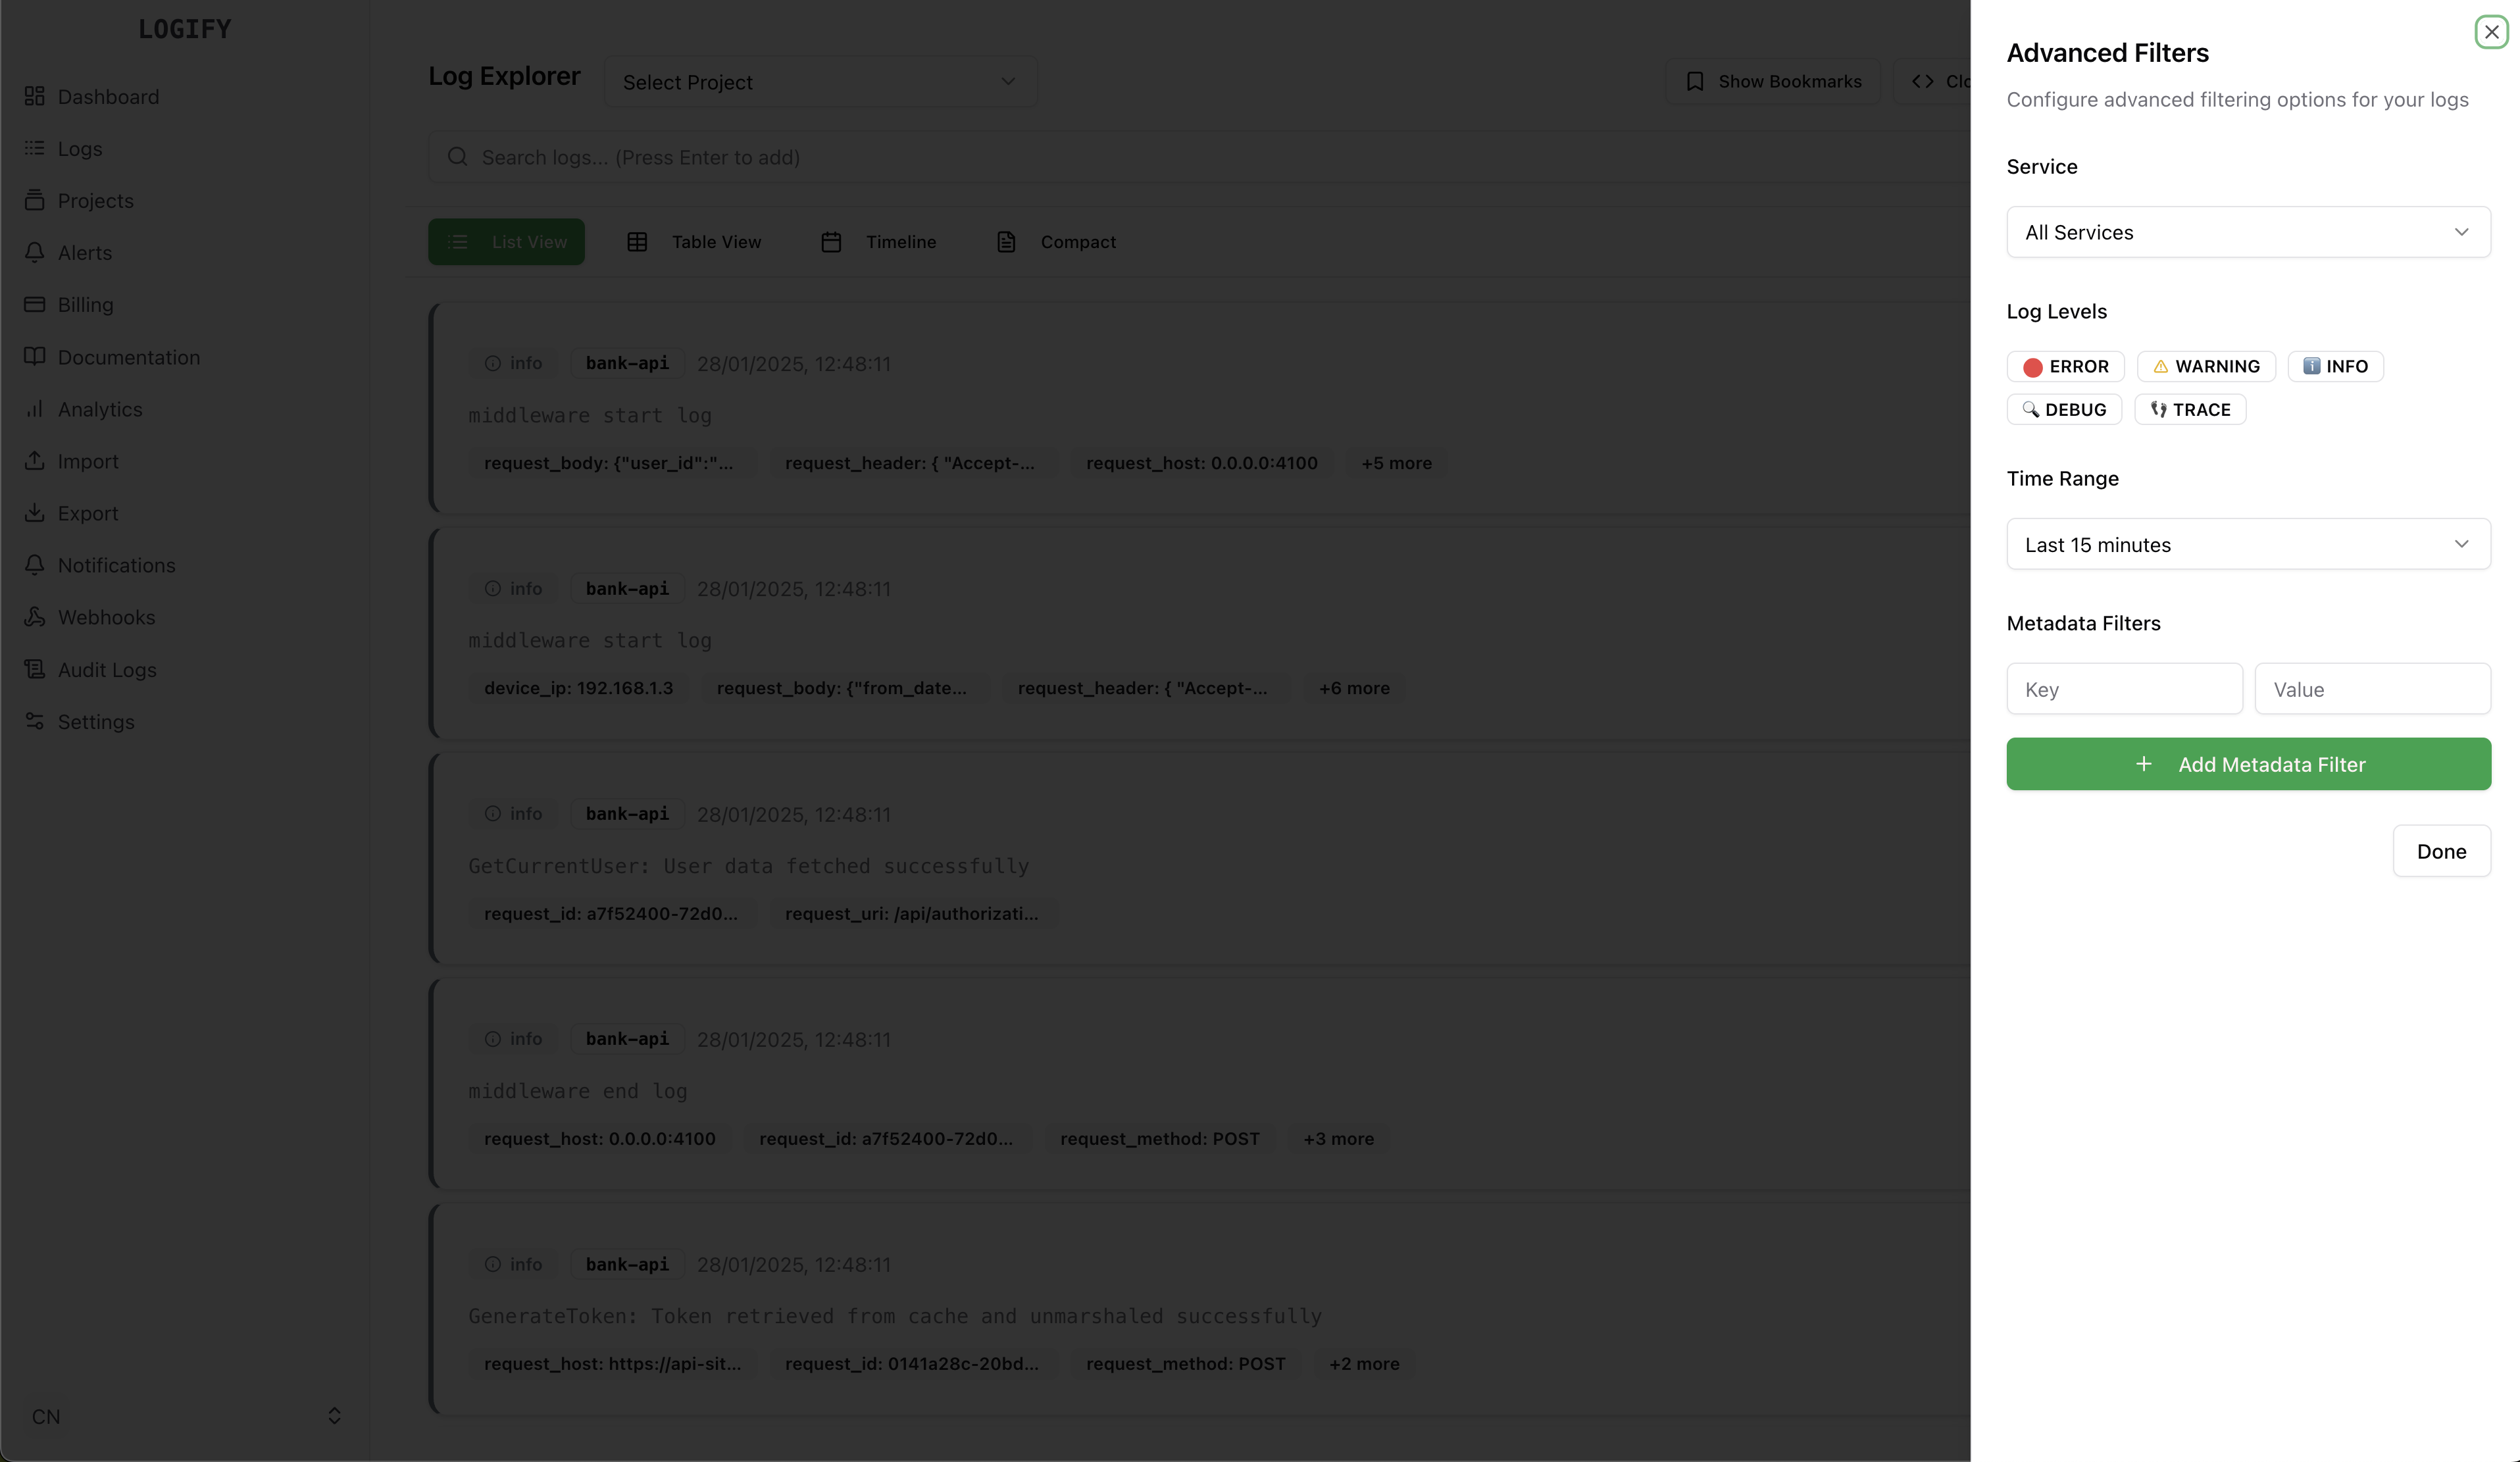 LOGIFY
Dashboard
Logs
Projects
Alerts
Billing
Documentation
Analytics
Import
Export
Notifications
Webhooks
Audit Logs
Settings
CN
Log Explorer
Select Project
Show Bookmarks
Clo
Search logs... (Press Enter to add)
List View
Table View
Timeline
Compact
info bank-api 28/01/2025, 12:48:11
middleware start log
request_body: {"user_id":"... request_header: { "Accept-... request_host: 0.0.0.0:4100 +5 more
info bank-api 28/01/2025, 12:48:11
middleware start log
device_ip: 192.168.1.3 request_body: {"from_date... request_header: { "Accept-... +6 more
info bank-api 28/01/2025, 12:48:11
GetCurrentUser: User data fetched successfully
request_id: a7f52400-72d0... request_uri: /api/authorizati...
info bank-api 28/01/2025, 12:48:11
middleware end log
request_host: 0.0.0.0:4100 request_id: a7f52400-72d0... request_method: POST +3 more
info bank-api 28/01/2025, 12:48:11
GenerateToken: Token retrieved from cache and unmarshaled successfully
request_host: https://api-sit... request_id: 0141a28c-20bd... request_method: POST +2 more
Advanced Filters
Configure advanced filtering options for your logs
Service
All Services
Log Levels
ERROR WARNING INFO
DEBUG TRACE
Time Range
Last 15 minutes
Metadata Filters
Key Value
Add Metadata Filter
Done